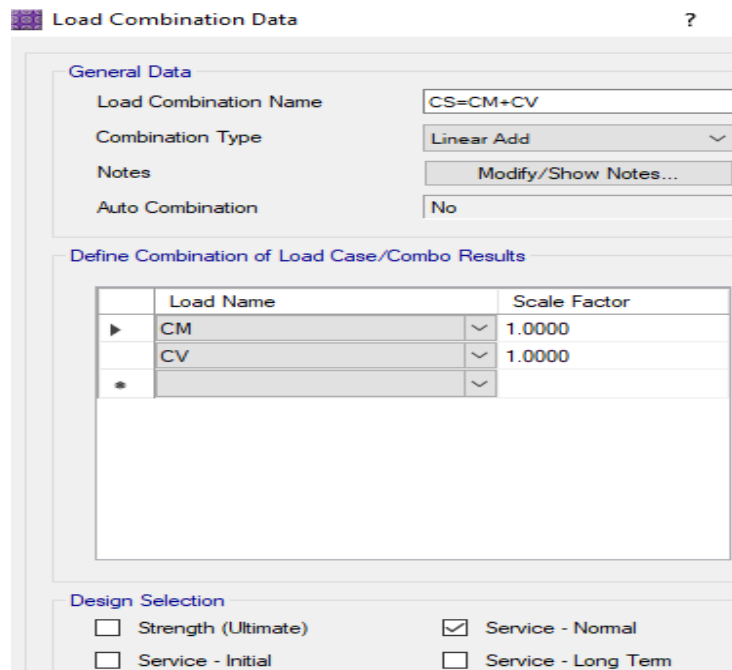 Load Combination Data ?
General Data
Load Combination Name CS=CM+CV
Combination Type Linear Add
Notes Modify/Show Notes...
Auto Combination No
Define Combination of Load Case/Combo Results
Load Name Scale Factor
CM 1.0000
CV 1.0000
Design Selection
Strength (Ultimate) Service - Normal
Service - Initial Service - Long Term